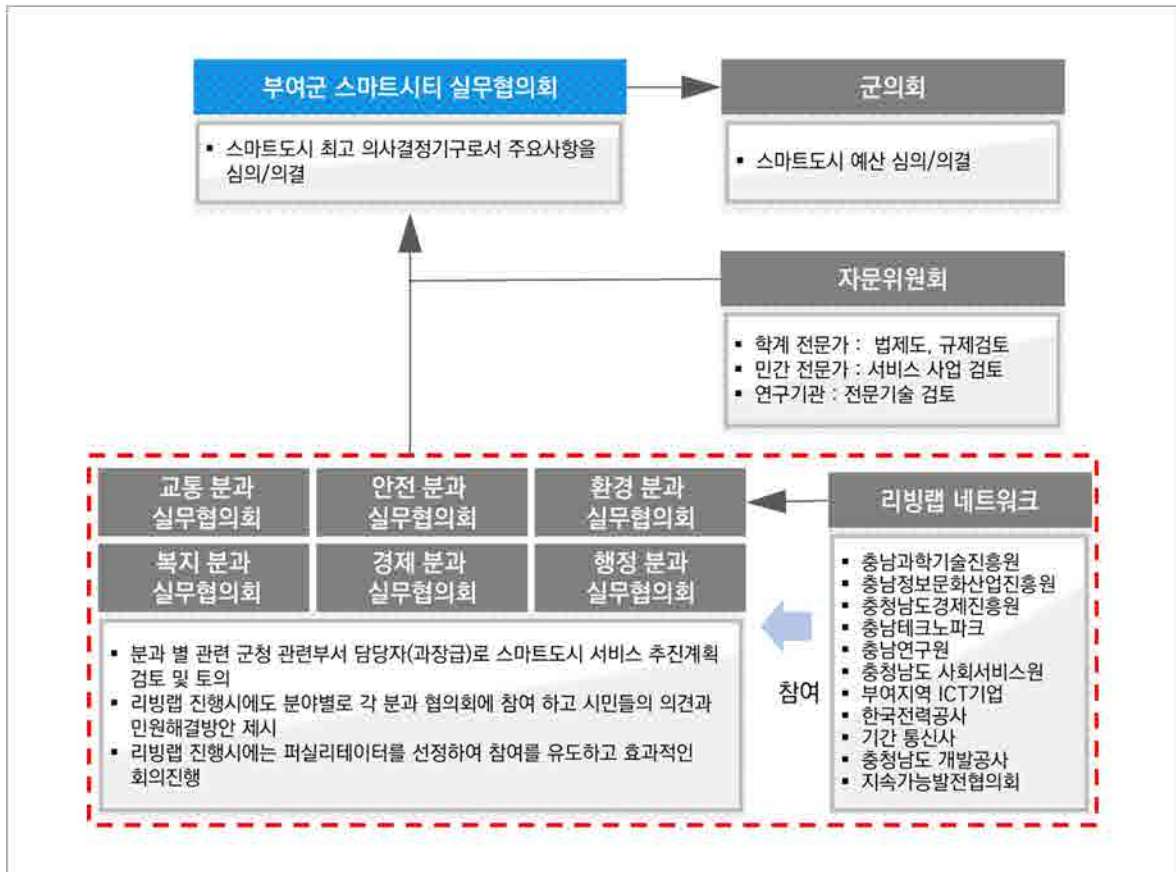 부여군 스마트시티 실무협의회
▪ 스마트도시 최고 의사결정기구로서 주요사항을
심의/의결
군의회
▪ 스마트도시 예산 심의/의결
자문위원회
▪ 학계 전문가 : 법제도, 규제검토
▪ 민간 전문가 : 서비스 사업 검토
▪ 연구기관 : 전문기술 검토
교통 분과
실무협의회
안전 분과
실무협의회
환경 분과
실무협의회
복지 분과
실무협의회
경제 분과
실무협의회
행정 분과
실무협의회
▪ 분과 별 관련 군청 관련부서 담당자(과장급)로 스마트도시 서비스 추진계획
검토 및 토의
▪ 리빙랩 진행시에도 분야별로 각 분과 협의회에 참여 하고 시민들의 의견과
민원해결방안 제시
▪ 리빙랩 진행시에는 퍼실리테이터를 선정하여 참여를 유도하고 효과적인
회의진행
참여
리빙랩 네트워크
▪ 충남과학기술진흥원
▪ 충남정보문화산업진흥원
▪ 충청남도경제진흥원
▪ 충남테크노파크
▪ 충남연구원
▪ 충청남도 사회서비스원
▪ 부여지역 ICT기업
▪ 한국전력공사
▪ 기간 통신사
▪ 충청남도 개발공사
▪ 지속가능발전협의회